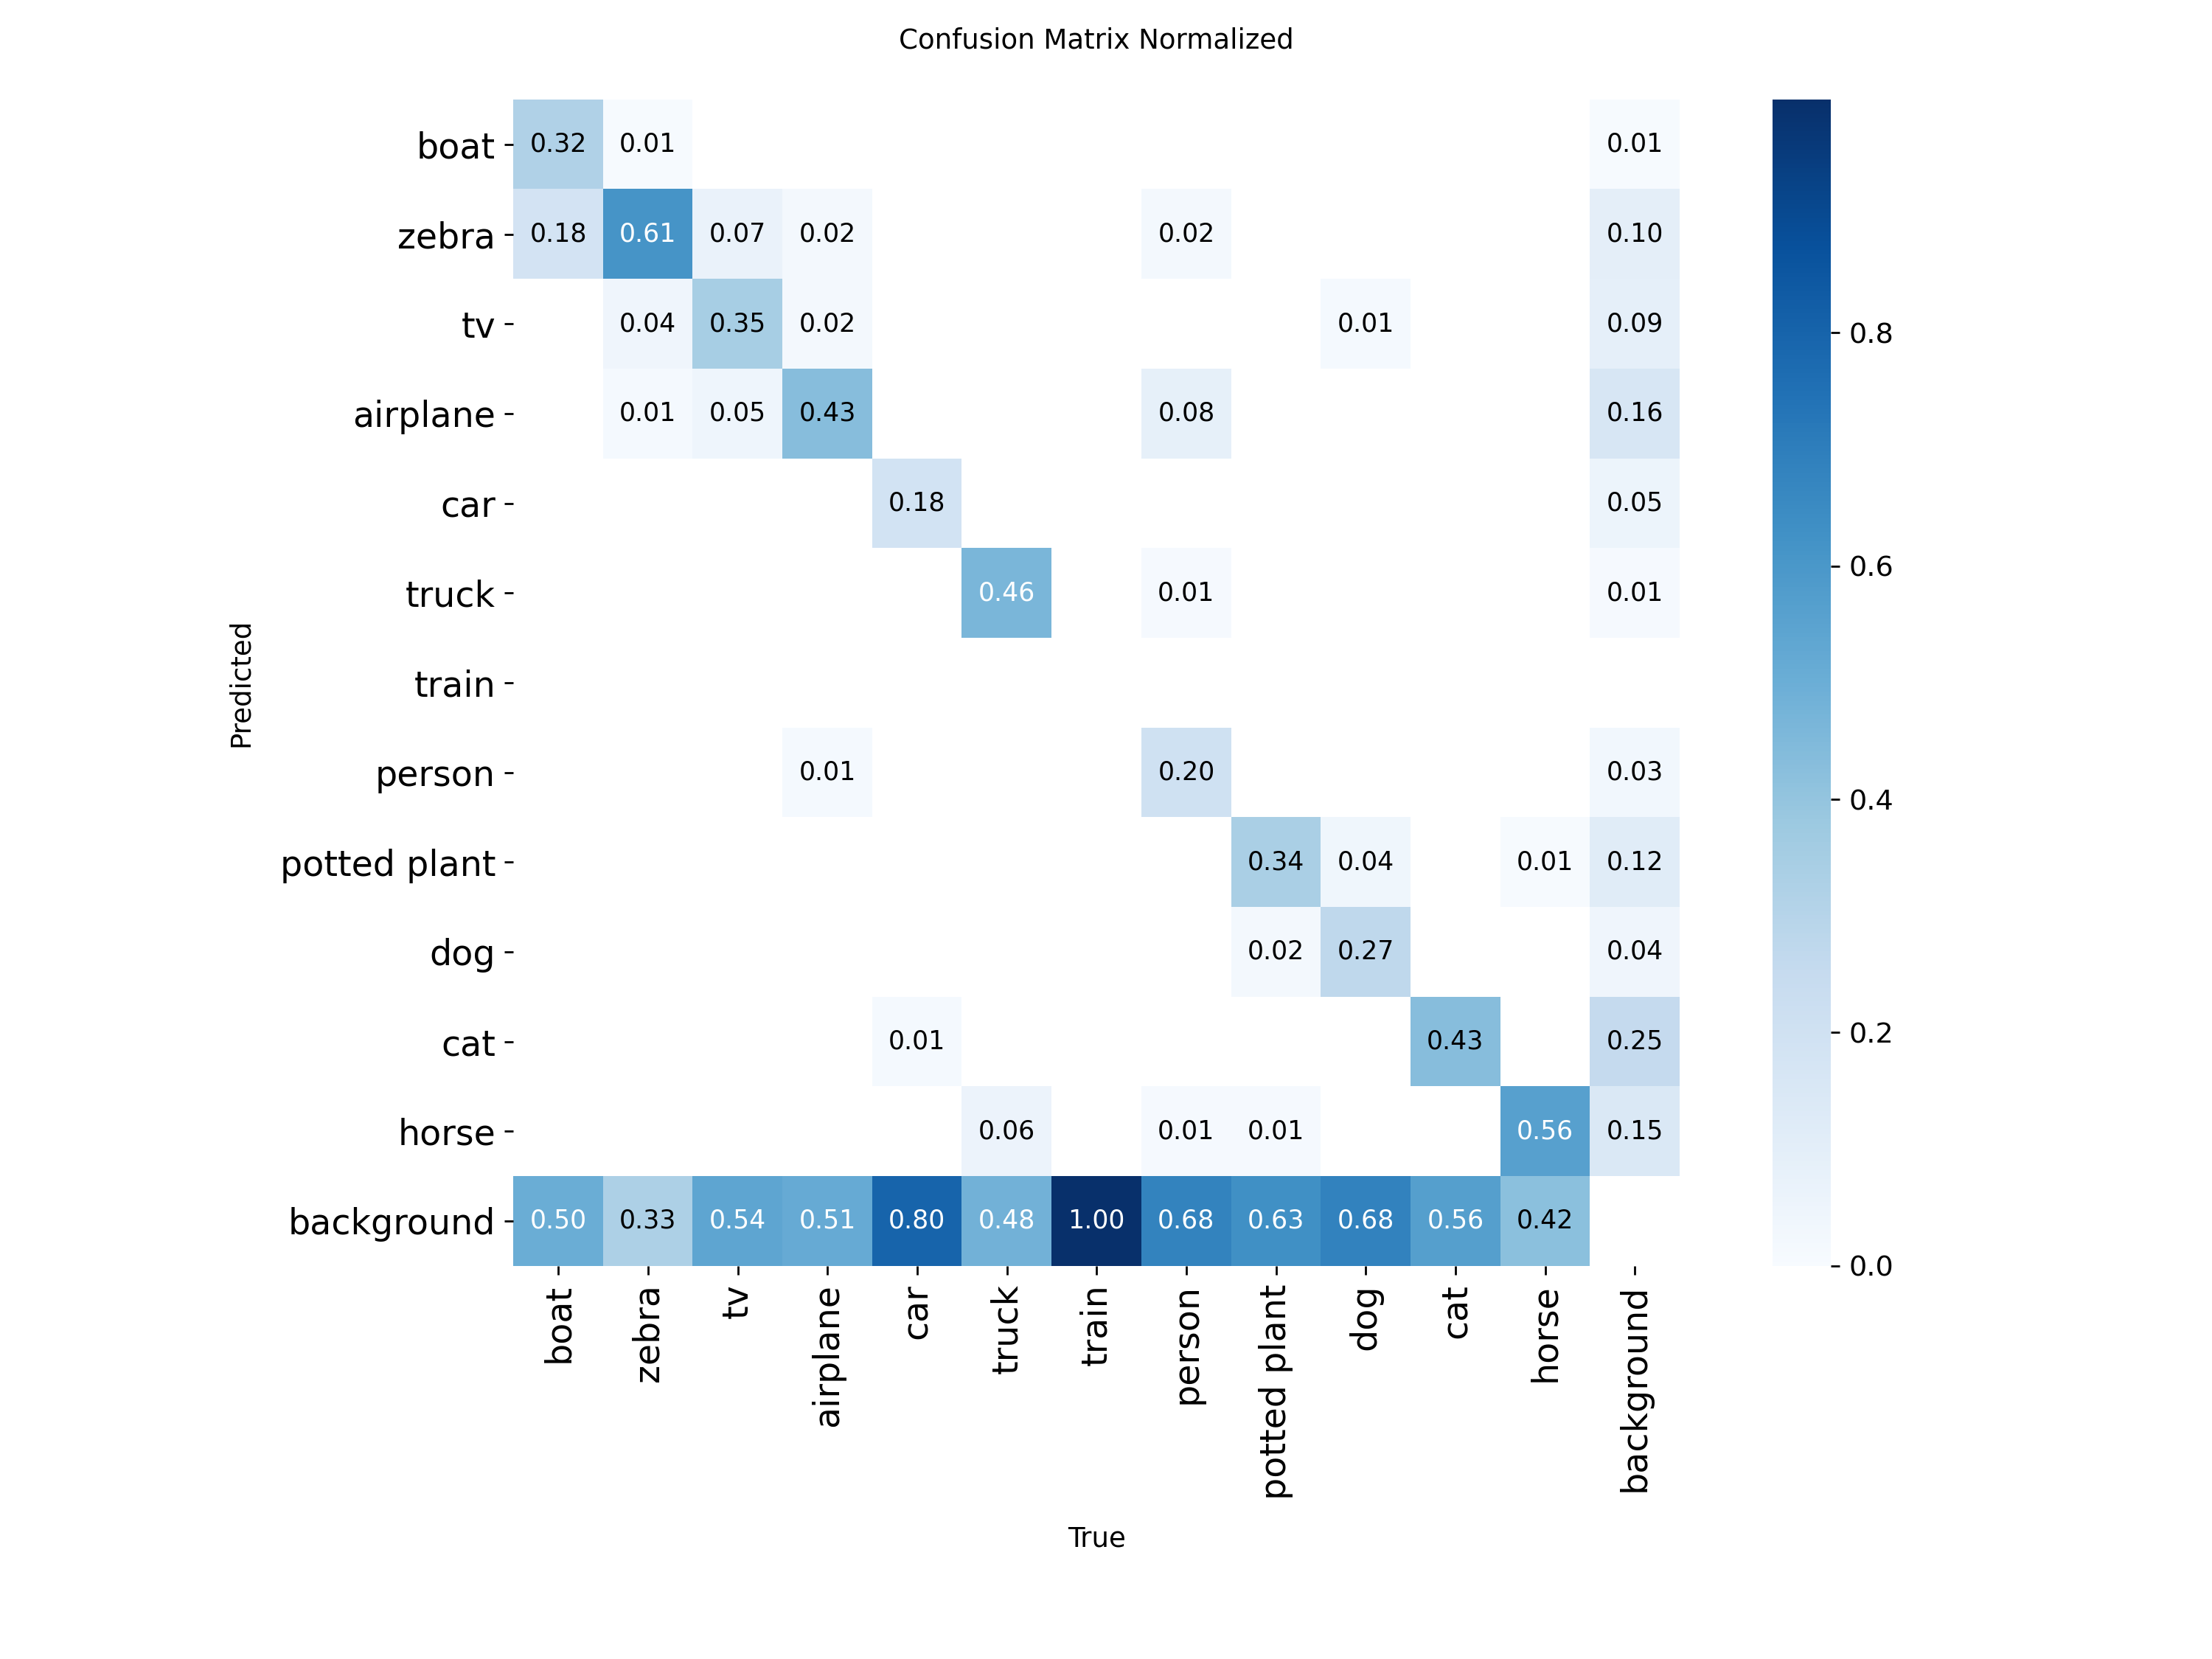 Confusion Matrix Normalized
boat 0.32 0.01 0.01
zebra 0.18 0.61 0.07 0.02 0.02 0.10
tv 0.04 0.35 0.02 0.01 0.09
airplane 0.01 0.05 0.43 0.08 0.16
car 0.18 0.05
truck 0.46 0.01 0.01
train
person 0.01 0.20 0.03
potted plant 0.34 0.04 0.01 0.12
dog 0.02 0.27 0.04
cat 0.01 0.43 0.25
horse 0.06 0.01 0.01 0.56 0.15
background 0.50 0.33 0.54 0.51 0.80 0.48 1.00 0.68 0.63 0.68 0.56 0.42
Predicted
boat
zebra
tv
airplane
car
truck
train
person
potted plant
dog
cat
horse
background
True
0.8
0.6
0.4
0.2
0.0